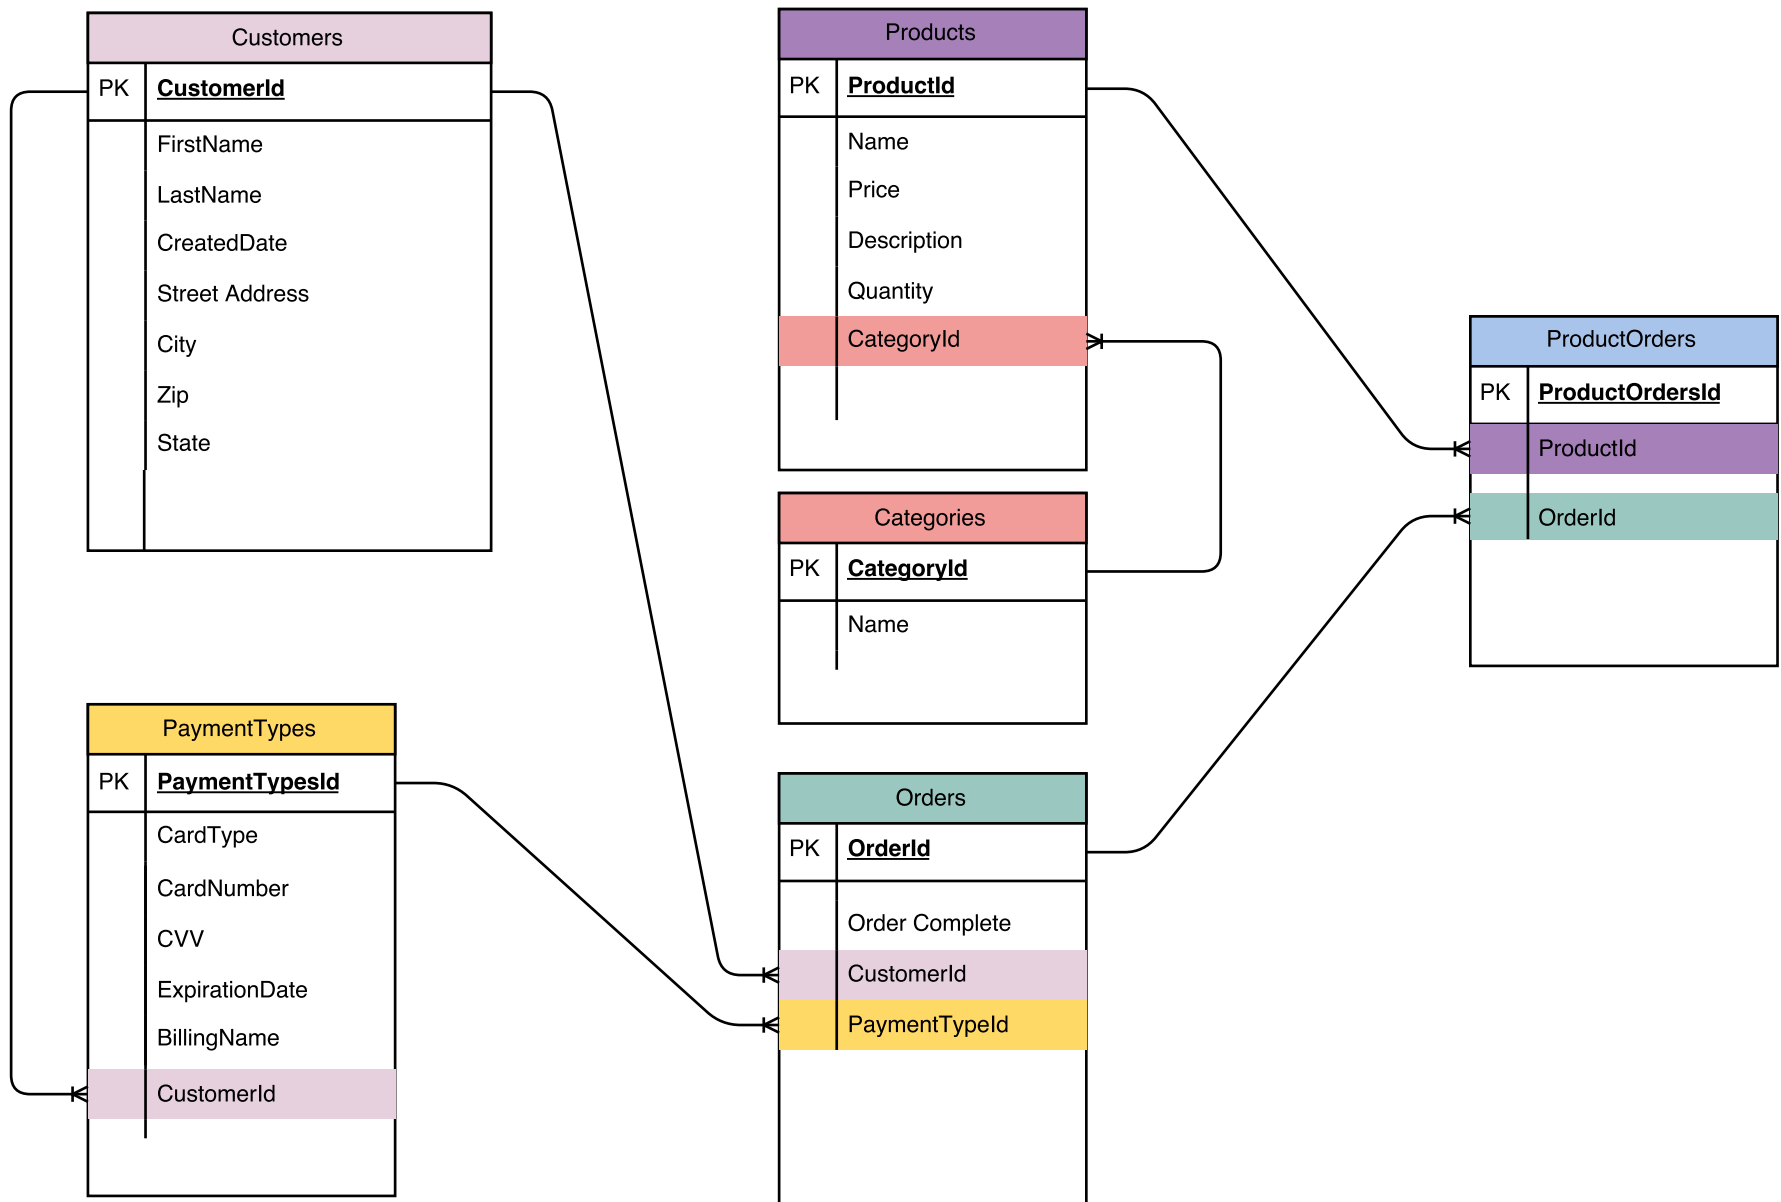 Customers
PK CustomerId
FirstName
LastName
CreatedDate
Street Address
City
Zip
State
Products
PK ProductId
Name
Price
Description
Quantity
CategoryId
Categories
PK CategoryId
Name
ProductOrders
PK ProductOrdersId
ProductId
OrderId
PaymentTypes
PK PaymentTypesId
CardType
CardNumber
CVV
ExpirationDate
BillingName
CustomerId
Orders
PK OrderId
Order Complete
CustomerId
PaymentTypeId